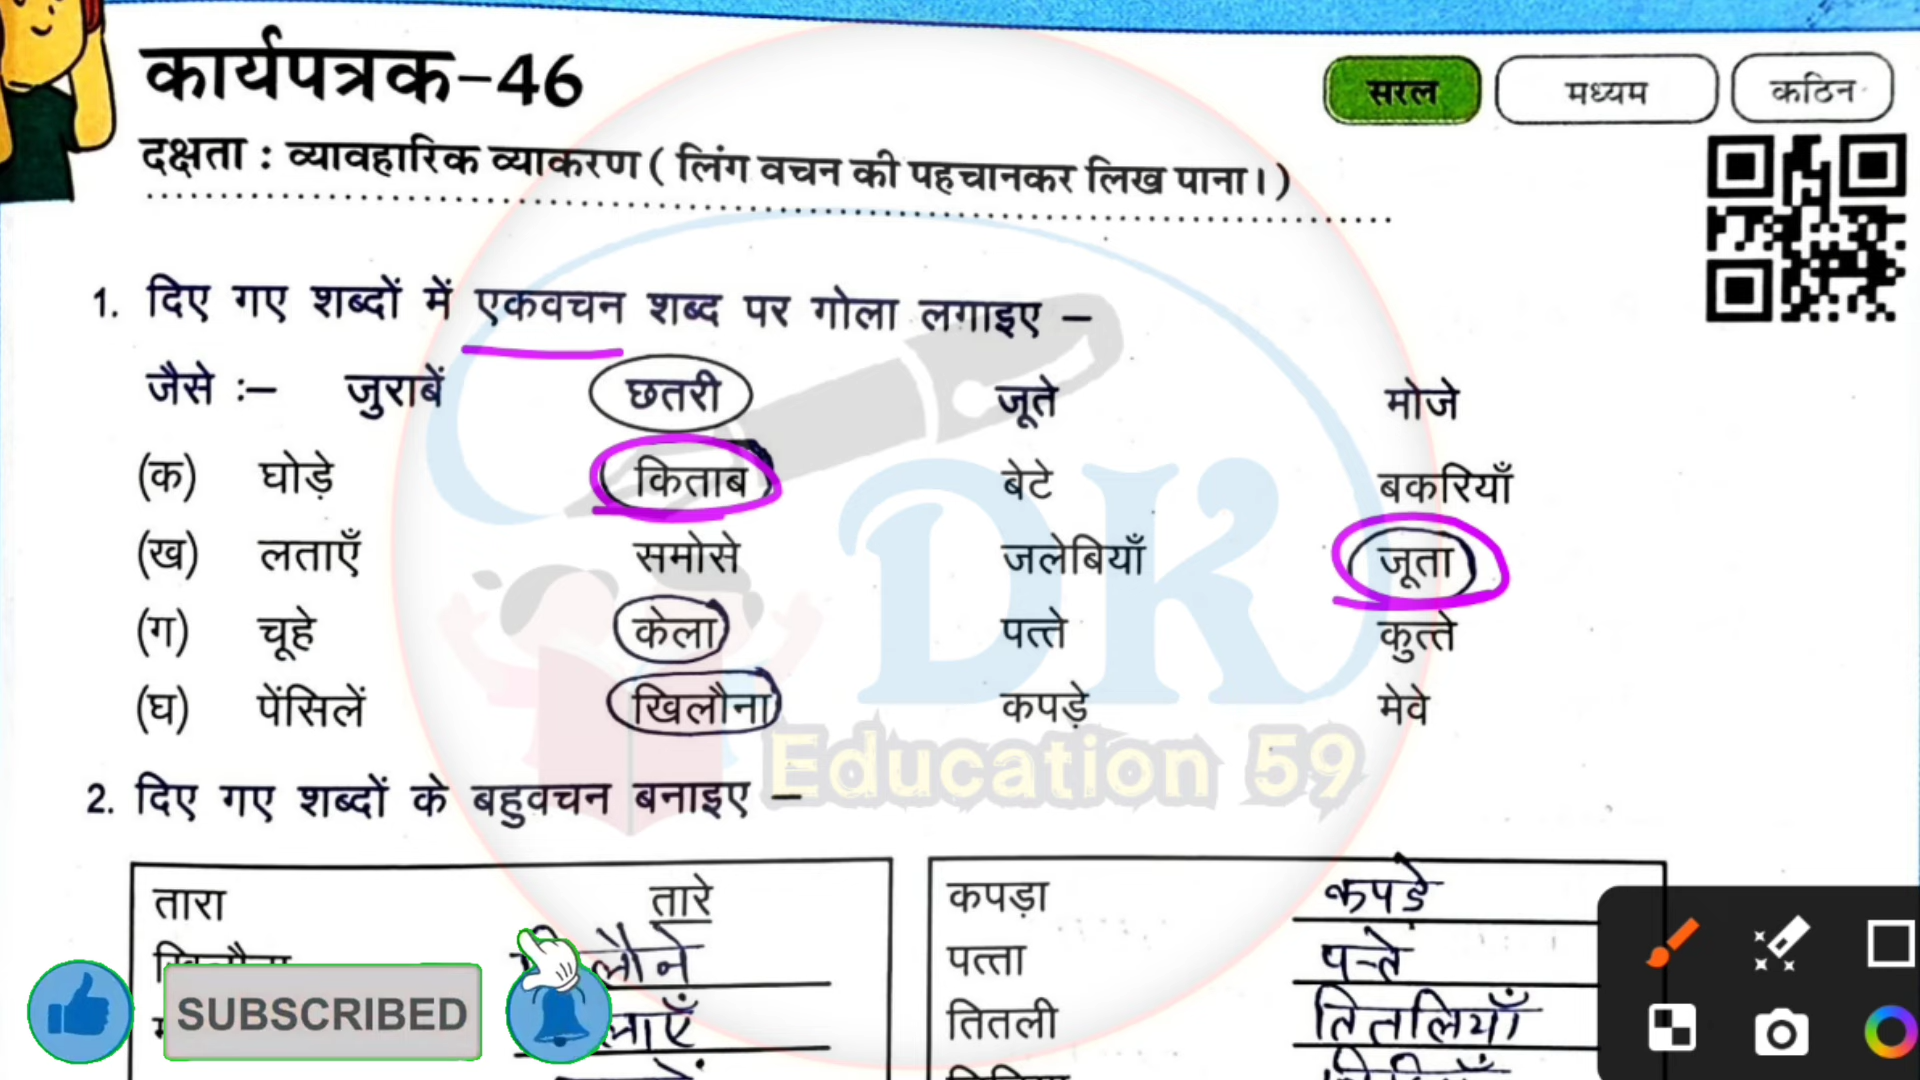 कार्यपत्रक-46
सरल
मध्यम
कठिन
दक्षता : व्यावहारिक व्याकरण ( लिंग वचन की पहचानकर लिख पाना। )
1. दिए गए शब्दों में एकवचन शब्द पर गोला लगाइए –
जैसे :– जुराबें छतरी जूते मोजे
(क) घोड़े किताब बेटे बकरियाँ
(ख) लताएँ समोसे जलेबियाँ जूता
(ग) चूहे केला पत्ते कुत्ते
(घ) पेंसिलें खिलौना कपड़े मेवे
DK
Education 59
2. दिए गए शब्दों के बहुवचन बनाइए –
तारा तारे
कपड़ा कपड़े
पत्ता पत्ते
तितली तितलियाँ
SUBSCRIBED